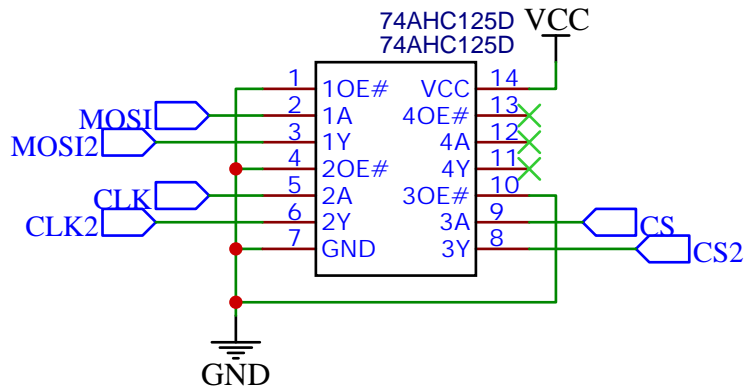 74AHC125D
VCC
74AHC125D
1 1OE# VCC 14
MOSI 2 1A 4OE# 13
MOSI2 3 1Y 4A 12
4 2OE# 4Y 11
CLK 5 2A 3OE# 10
CLK2 6 2Y 3A 9 CS
7 GND 3Y 8 CS2
GND